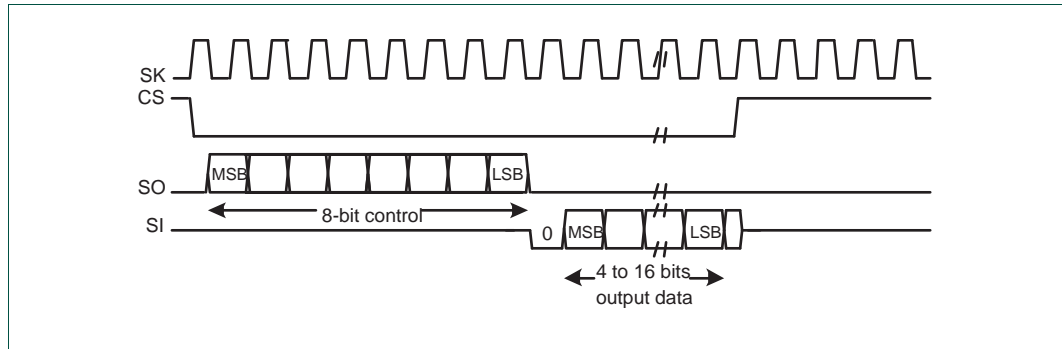 SK
CS
SO
MSB
LSB
8-bit control
SI
0
MSB
LSB
4 to 16 bits
output data